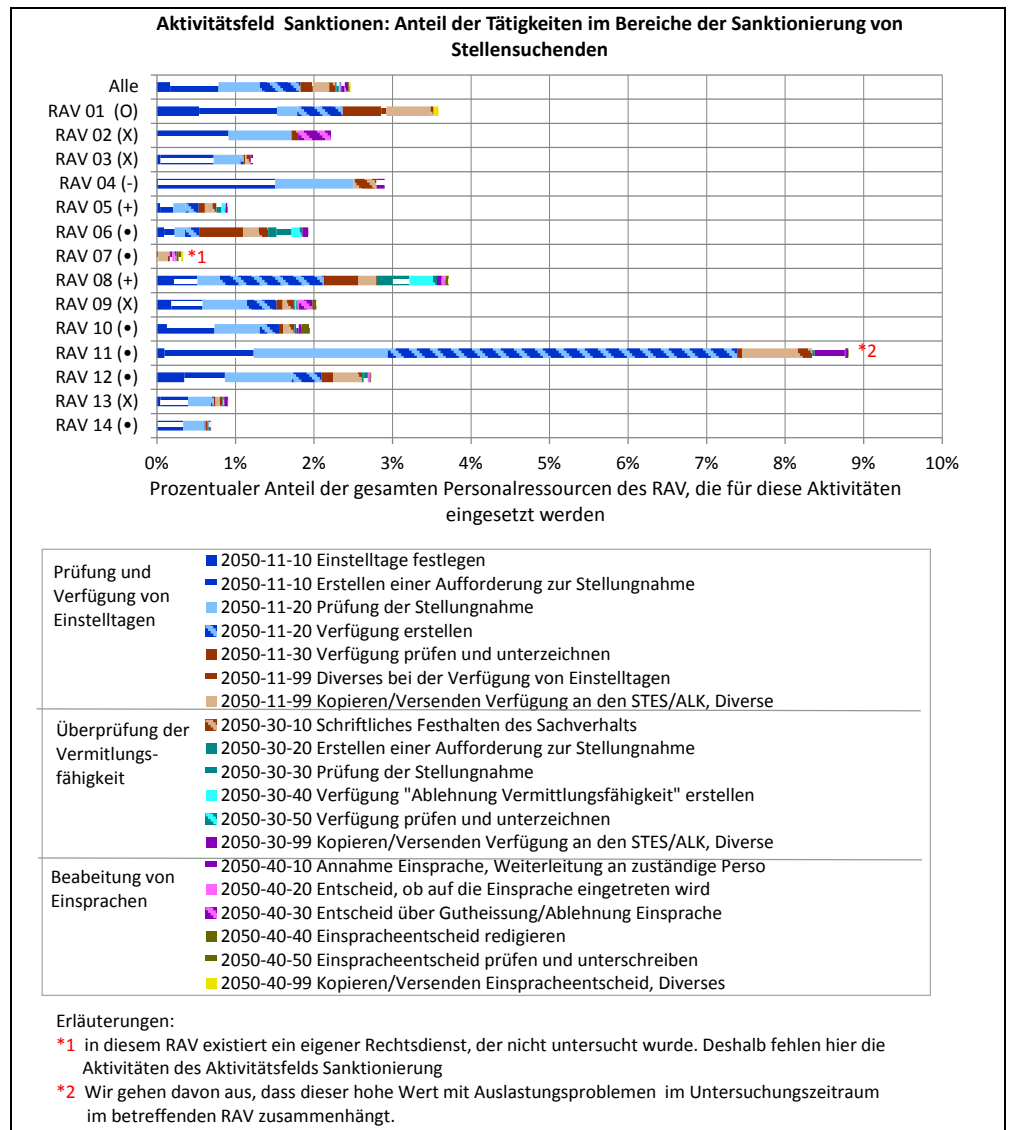 Aktivitätsfeld Sanktionen: Anteil der Tätigkeiten im Bereiche der Sanktionierung von
Stellensuchenden
Alle
RAV 01 (O)
RAV 02 (X)
RAV 03 (X)
RAV 04 (-)
RAV 05 (+)
RAV 06 (•)
RAV 07 (•)
*1
RAV 08 (+)
RAV 09 (X)
RAV 10 (•)
RAV 11 (•)
*2
RAV 12 (•)
RAV 13 (X)
RAV 14 (•)
0% 1% 2% 3% 4% 5% 6% 7% 8% 9% 10%
Prozentualer Anteil der gesamten Personalressourcen des RAV, die für diese Aktivitäten
eingesetzt werden
Prüfung und
Verfügung von
Einstelltagen
2050-11-10 Einstelltage festlegen
2050-11-10 Erstellen einer Aufforderung zur Stellungnahme
2050-11-20 Prüfung der Stellungnahme
2050-11-20 Verfügung erstellen
2050-11-30 Verfügung prüfen und unterzeichnen
2050-11-99 Diverses bei der Verfügung von Einstelltagen
2050-11-99 Kopieren/Versenden Verfügung an den STES/ALK, Diverse
Überprüfung der
Vermitlungs-
fähigkeit
2050-30-10 Schriftliches Festhalten des Sachverhalts
2050-30-20 Erstellen einer Aufforderung zur Stellungnahme
2050-30-30 Prüfung der Stellungnahme
2050-30-40 Verfügung "Ablehnung Vermittlungsfähigkeit" erstellen
2050-30-50 Verfügung prüfen und unterzeichnen
2050-30-99 Kopieren/Versenden Verfügung an den STES/ALK, Diverse
Beabeitung von
Einsprachen
2050-40-10 Annahme Einsprache, Weiterleitung an zuständige Perso
2050-40-20 Entscheid, ob auf die Einsprache eingetreten wird
2050-40-30 Entscheid über Gutheissung/Ablehnung Einsprache
2050-40-40 Einspracheentscheid redigieren
2050-40-50 Einspracheentscheid prüfen und unterschreiben
2050-40-99 Kopieren/Versenden Einspracheentscheid, Diverses
Erläuterungen:
*1 in diesem RAV existiert ein eigener Rechtsdienst, der nicht untersucht wurde. Deshalb fehlen hier die
Aktivitäten des Aktivitätsfelds Sanktionierung
*2 Wir gehen davon aus, dass dieser hohe Wert mit Auslastungsproblemen im Untersuchungszeitraum
im betreffenden RAV zusammenhängt.